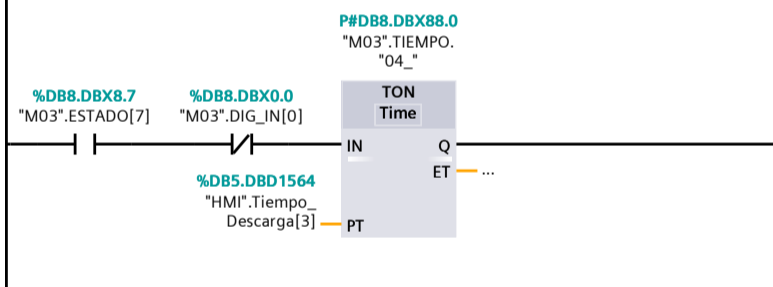 P#DB8.DBX88.0
"M03".TIEMPO.
"04_"
%DB8.DBX8.7
"M03".ESTADO[7]
%DB8.DBX0.0
"M03".DIG_IN[0]
TON
Time
IN
Q
ET
...
%DB5.DBD1564
"HMI".Tiempo_
Descarga[3]
PT